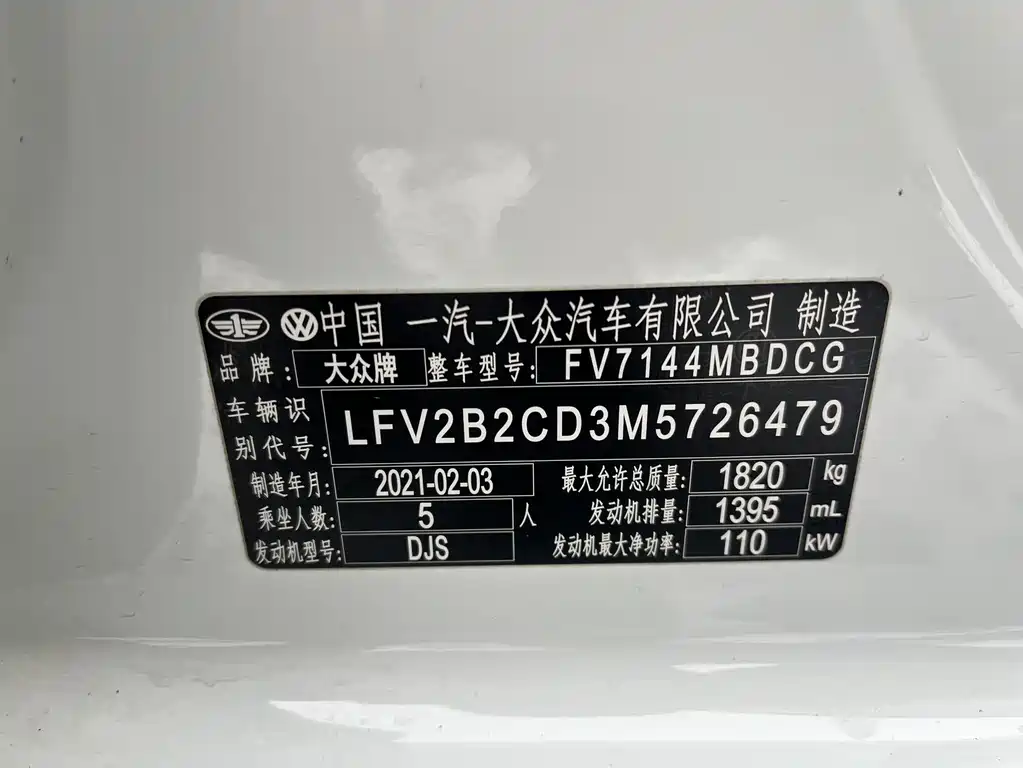 中国 一汽-大众汽车有限公司 制造
品牌: 大众牌 整车型号: FV7144MBDCG
车辆识别代号: LFV2B2CD3M5726479
制造年月: 2021-02-03 最大允许总质量: 1820 kg
乘坐人数: 5 人 发动机排量: 1395 mL
发动机型号: DJS 发动机最大净功率: 110 kW